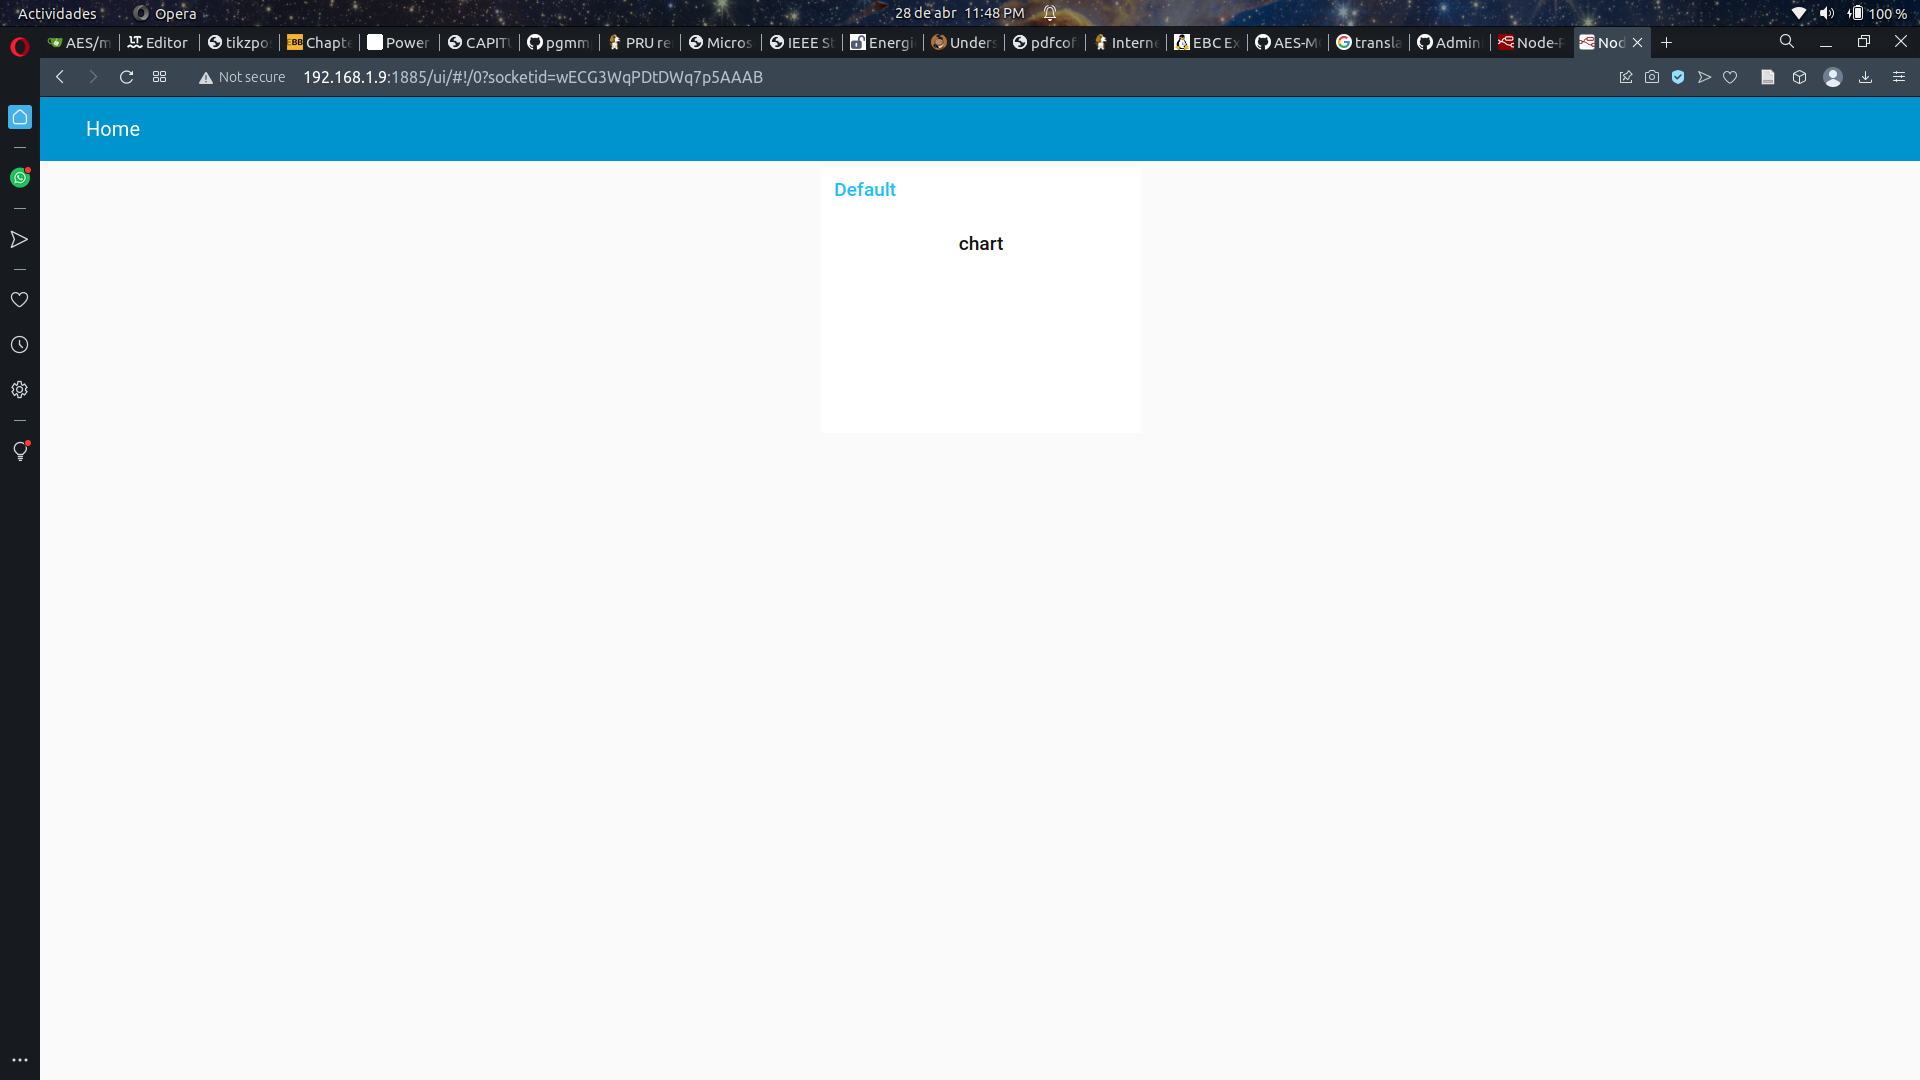 Actividades Opera 28 de abr 11:48 PM 100 %
AES/m Editor tikzpo Chapte Power CAPITU pgmm PRU re Micros IEEE St Energi Unders pdfcof Interne EBC Ex AES-M transla Admin Node-R Nod
Not secure 192.168.1.9:1885/ui/#!/0?socketid=wECG3WqPDtDWq7p5AAAB
Home
Default
chart